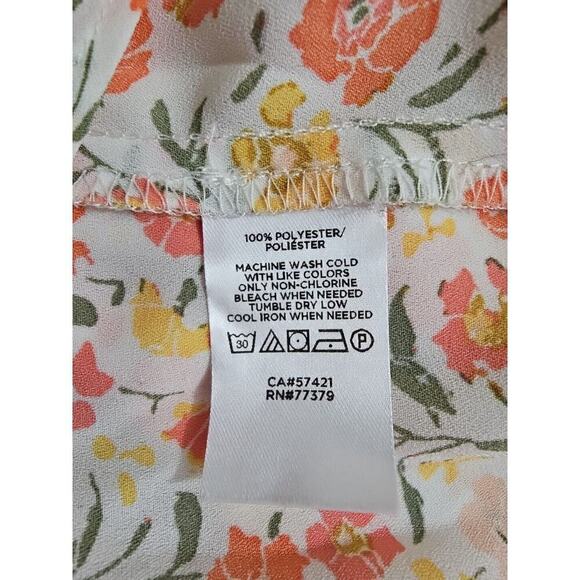 100% POLYESTER/
POLIÉSTER
MACHINE WASH COLD
WITH LIKE COLORS
ONLY NON-CHLORINE
BLEACH WHEN NEEDED
TUMBLE DRY LOW
COOL IRON WHEN NEEDED
30 P
CA#57421
RN#77379